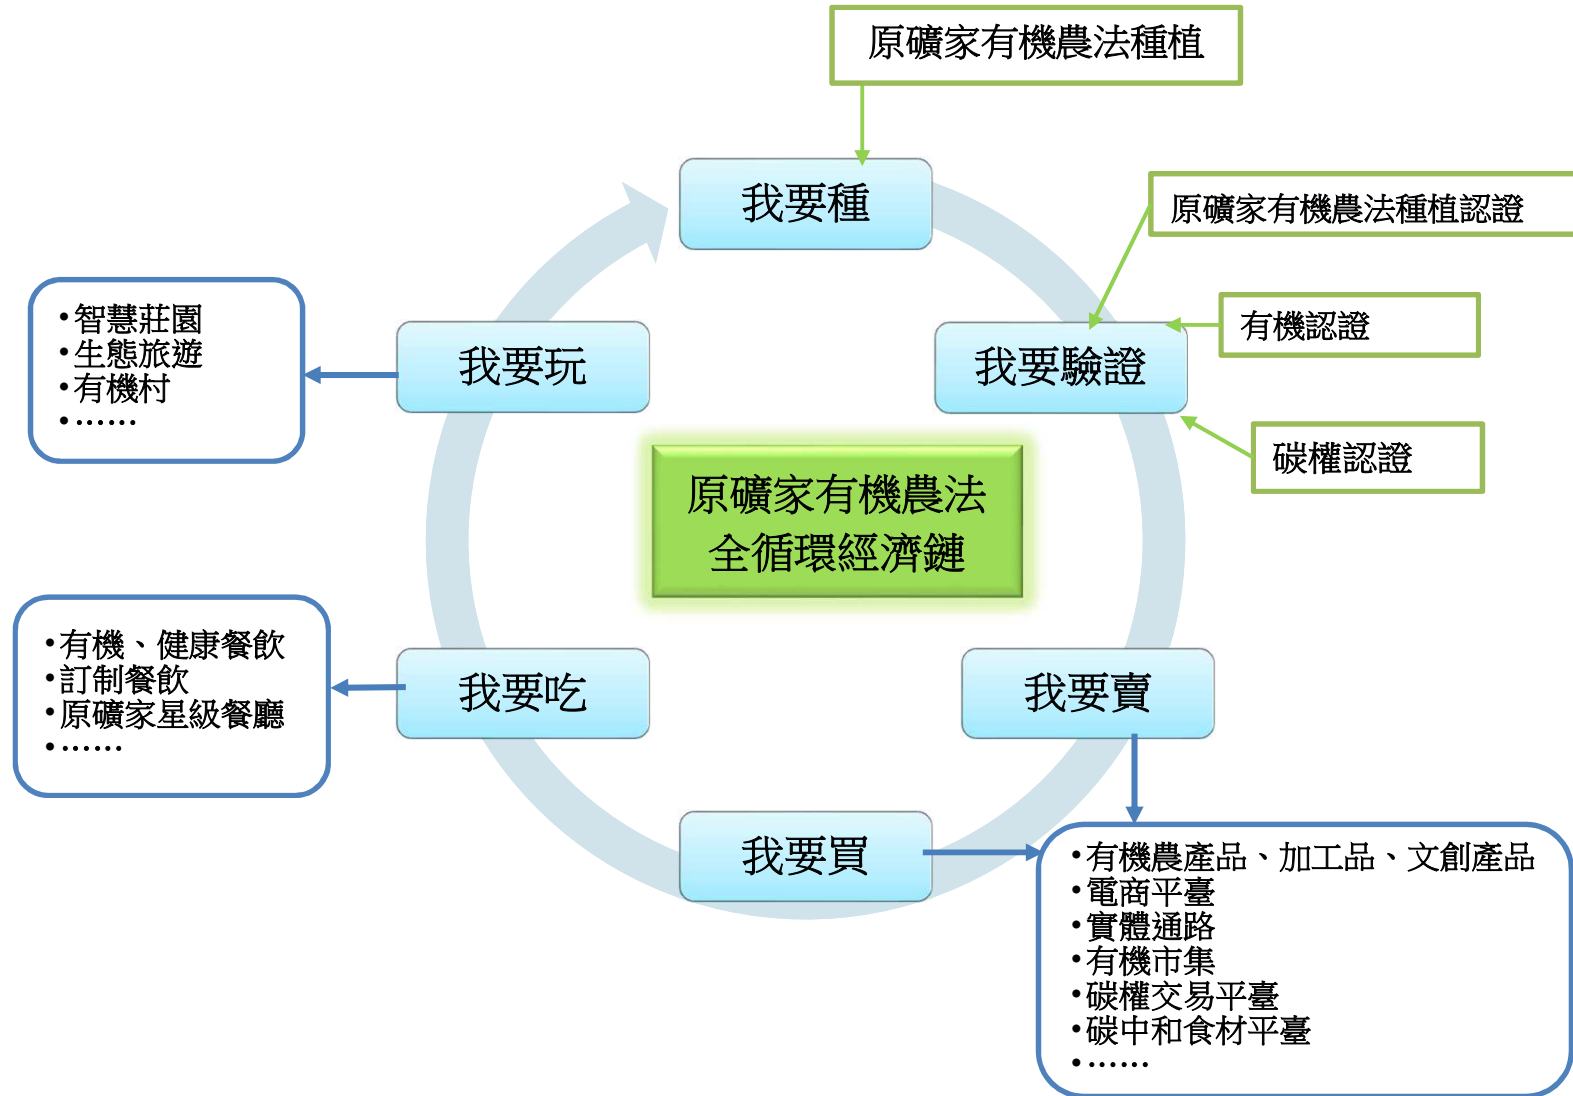 原礦家有機農法種植
我要種
原礦家有機農法種植認證
有機認證
我要驗證
碳權認證
原礦家有機農法
全循環經濟鏈
我要賣
•有機農產品、加工品、文創產品
•電商平臺
•實體通路
•有機市集
•碳權交易平臺
•碳中和食材平臺
•……
我要買
我要吃
•有機、健康餐飲
•訂制餐飲
•原礦家星級餐廳
•……
我要玩
•智慧莊園
•生態旅遊
•有機村
•……